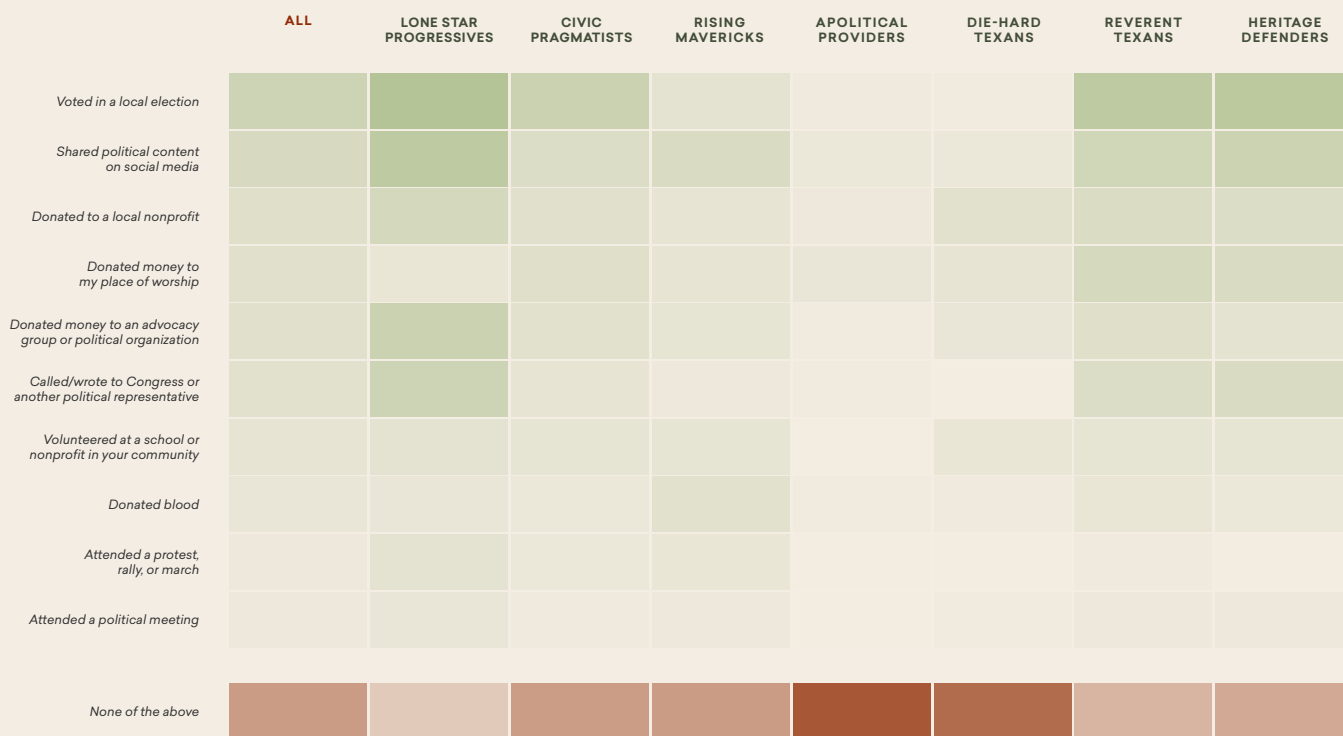 ALL
LONE STAR
PROGRESSIVES
CIVIC
PRAGMATISTS
RISING
MAVERICKS
APOLITICAL
PROVIDERS
DIE-HARD
TEXANS
REVERENT
TEXANS
HERITAGE
DEFENDERS
Voted in a local election
Shared political content
on social media
Donated to a local nonprofit
Donated money to
my place of worship
Donated money to an advocacy
group or political organization
Called/wrote to Congress or
another political representative
Volunteered at a school or
nonprofit in your community
Donated blood
Attended a protest,
rally, or march
Attended a political meeting
None of the above